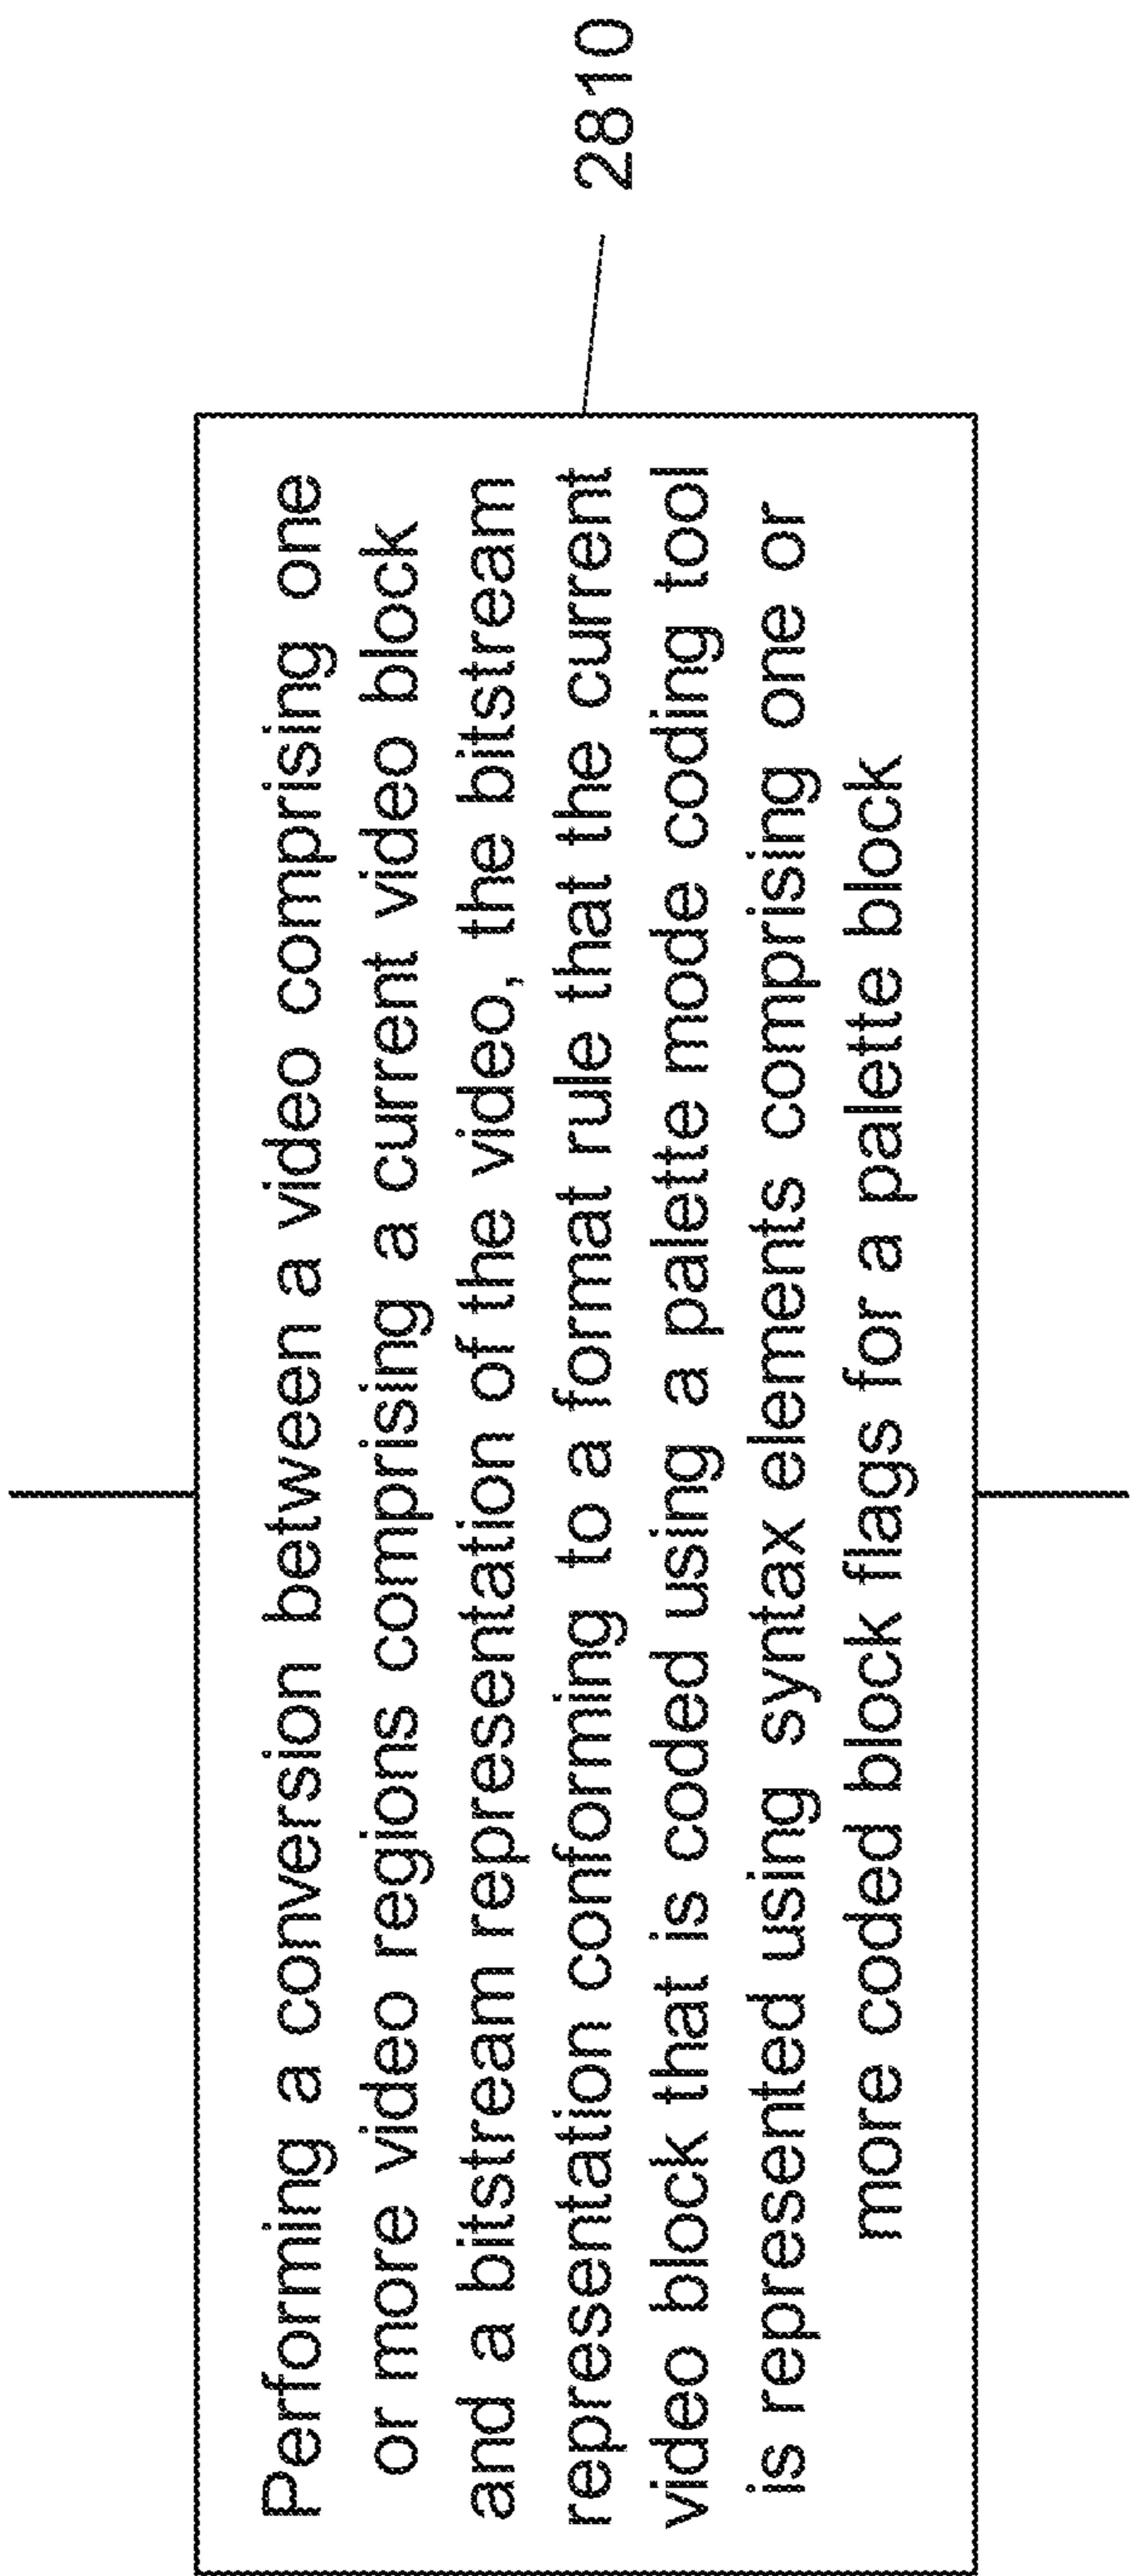 Performing a conversion between a video comprising one
or more video regions comprising a current video block
and a bitstream representation of the video, the bitstream
representation conforming to a format rule that the current
video block that is coded using a palette mode coding tool
is represented using syntax elements comprising one or
more coded block flags for a palette block
2810